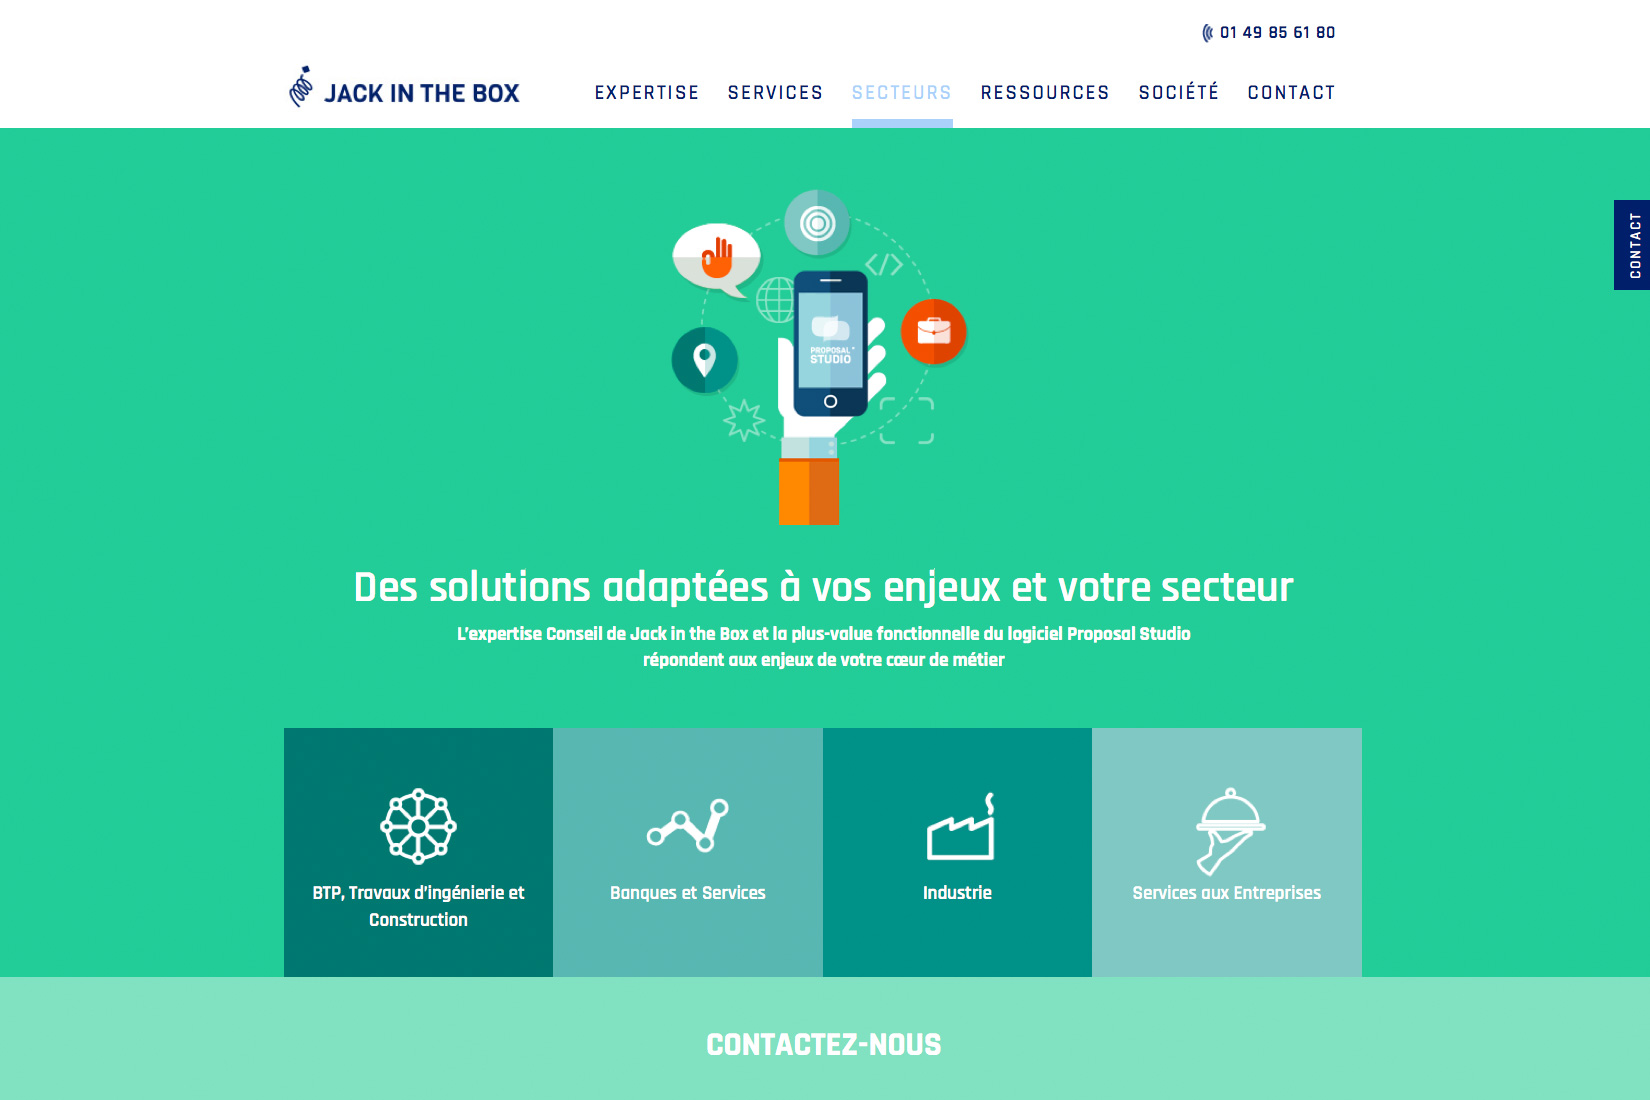 01 49 85 61 80
JACK IN THE BOX
EXPERTISE SERVICES SECTEURS RESSOURCES SOCIÉTÉ CONTACT
CONTACT
PROPOSAL
STUDIO
Des solutions adaptées à vos enjeux et votre secteur
L'expertise Conseil de Jack in the Box et la plus-value fonctionnelle du logiciel Proposal Studio
répondent aux enjeux de votre cœur de métier
BTP, Travaux d'ingénierie et
Construction
Banques et Services
Industrie
Services aux Entreprises
CONTACTEZ-NOUS